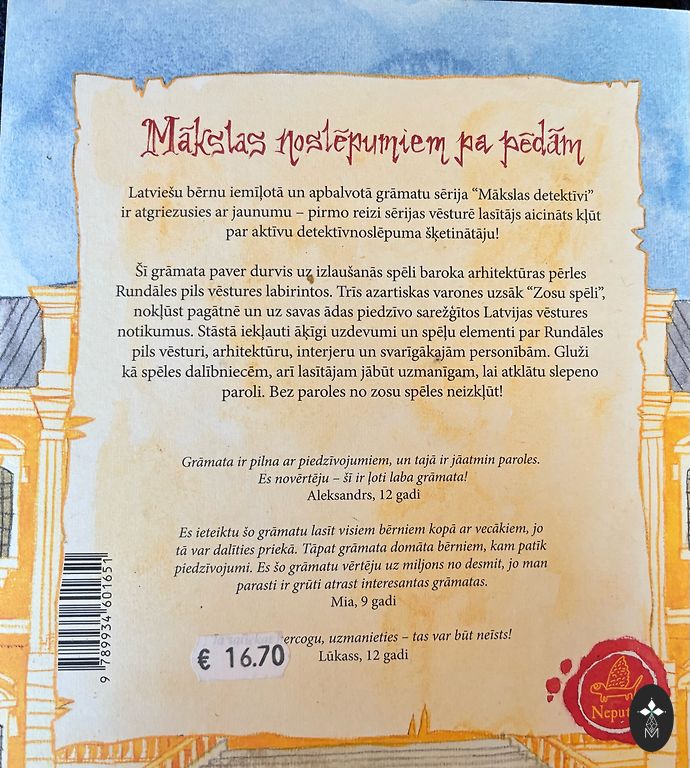 Mākslas noslēpumiem pa pēdām
Latviešu bērnu iemīļotā un apbalvotā grāmatu sērija “Mākslas detektīvi”
ir atgriezusies ar jaunumu – pirmo reizi sērijas vēsturē lasītājs aicināts kļūt
par aktīvu detektīvnoslēpuma šķetinātāju!
Šī grāmata paver durvis uz izlaušanās spēli baroka arhitektūras pērles
Rundāles pils vēstures labirintos. Trīs azartiskas varones uzsāk “Zosu spēli”,
nokļūst pagātnē un uz savas ādas piedzīvo sarežģītos Latvijas vēstures
notikumus. Stāstā iekļauti āķīgi uzdevumi un spēļu elementi par Rundāles
pils vēsturi, arhitektūru, interjeru un svarīgākajām personībām. Gluži
kā spēles dalībniecēm, arī lasītājam jābūt uzmanīgam, lai atklātu slepeno
paroli. Bez paroles no zosu spēles neizkļūt!
Grāmata ir pilna ar piedzīvojumiem, un tajā ir jāatmin paroles.
Es novērtēju – šī ir ļoti laba grāmata!
Aleksandrs, 12 gadi
Es ieteiktu šo grāmatu lasīt visiem bērniem kopā ar vecākiem, jo
tā var dalīties priekā. Tāpat grāmata domāta bērniem, kam patīk
piedzīvojumi. Es šo grāmatu vērtēju uz miljons no desmit, jo man
parasti ir grūti atrast interesantas grāmatas.
Mia, 9 gadi
uzmanieties – tas var būt neīsts!
Lūkass, 12 gadi
€ 16.70
9 789934 601651
M